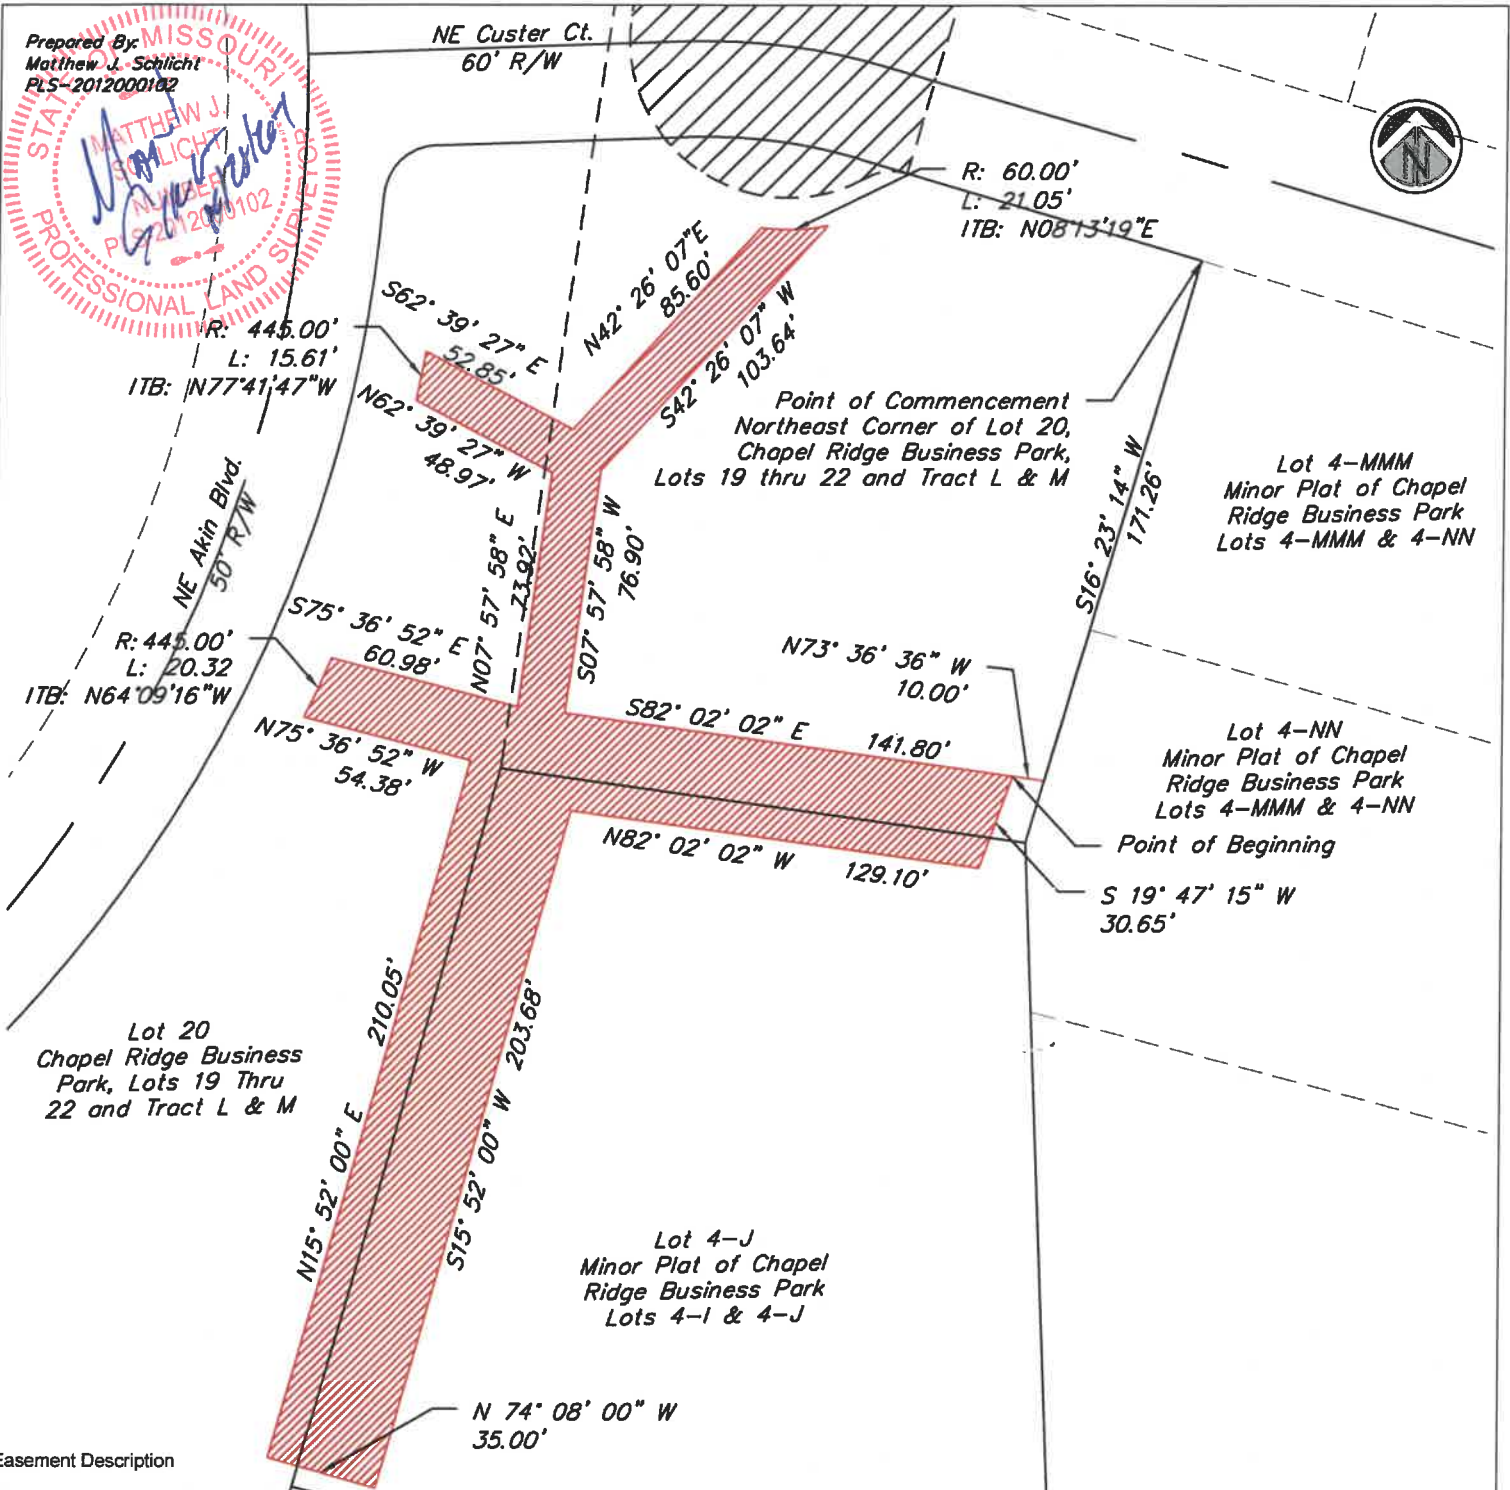 Prepared By:
Matthew J. Schlicht
PLS-2012000102
STATE OF MISSOURI
MATTHEW J.
SCHLICHT
NUMBER
PLS-2012000102
PROFESSIONAL LAND SURVEYOR
NE Custer Ct.
60' R/W
N
R: 60.00'
L: 21.05'
ITB: N08°13'19"E
R: 445.00'
L: 15.61'
ITB: N77°41'47"W
S62° 39' 27" E
52.85'
N62° 39' 27" W
48.97'
N42° 26' 07"E
85.60'
S42° 26' 07" W
103.64'
Point of Commencement
Northeast Corner of Lot 20,
Chapel Ridge Business Park,
Lots 19 thru 22 and Tract L & M
S16° 23' 14" W
171.26'
Lot 4-MMM
Minor Plat of Chapel
Ridge Business Park
Lots 4-MMM & 4-NN
NE Akin Blvd.
50' R/W
N07° 57' 58" E
73.92'
S07° 57' 58" W
76.90'
R: 445.00'
L: 20.32
ITB: N64°09'16"W
S75° 36' 52" E
60.98'
N75° 36' 52" W
54.38'
N73° 36' 36" W
10.00'
S82° 02' 02" E 141.80'
N82° 02' 02" W 129.10'
Lot 4-NN
Minor Plat of Chapel
Ridge Business Park
Lots 4-MMM & 4-NN
Point of Beginning
S 19° 47' 15" W
30.65'
Lot 20
Chapel Ridge Business
Park, Lots 19 Thru
22 and Tract L & M
N15° 52' 00" E 210.05'
S15° 52' 00" W 203.68'
Lot 4-J
Minor Plat of Chapel
Ridge Business Park
Lots 4-I & 4-J
N 74° 08' 00" W
35.00'
Easement Description